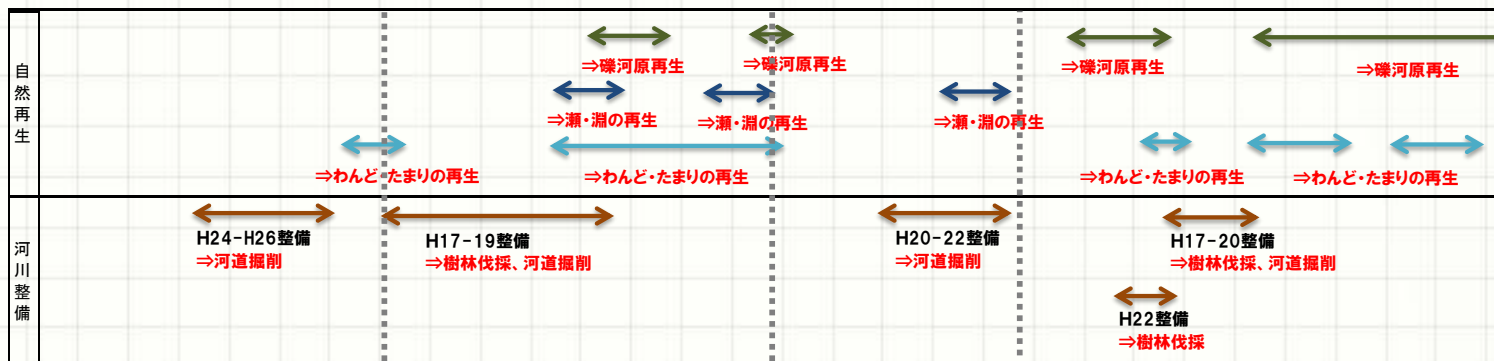 自然再生
⇒礫河原再生
⇒礫河原再生
⇒礫河原再生
⇒礫河原再生
⇒瀬・淵の再生
⇒瀬・淵の再生
⇒瀬・淵の再生
⇒わんど・たまりの再生
⇒わんど・たまりの再生
⇒わんど・たまりの再生
⇒わんど・たまりの再生
河川整備
H24-H26整備
⇒河道掘削
H17-19整備
⇒樹林伐採、河道掘削
H20-22整備
⇒河道掘削
H17-20整備
⇒樹林伐採、河道掘削
H22整備
⇒樹林伐採